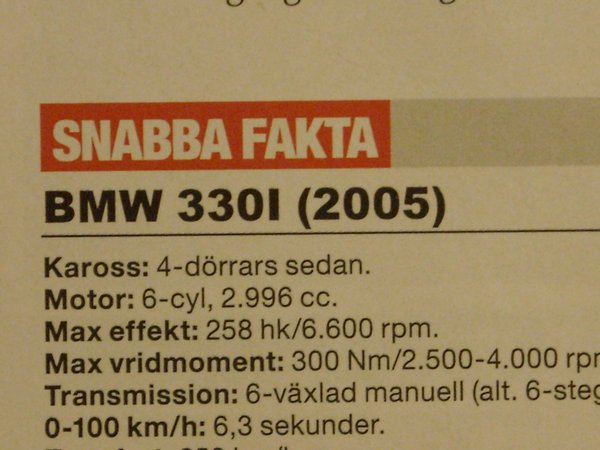 SNABBA FAKTA
BMW 330I (2005)
Kaross: 4-dörrars sedan.
Motor: 6-cyl, 2.996 cc.
Max effekt: 258 hk/6.600 rpm.
Max vridmoment: 300 Nm/2.500-4.000 rpm
Transmission: 6-växlad manuell (alt. 6-steg
0-100 km/h: 6,3 sekunder.